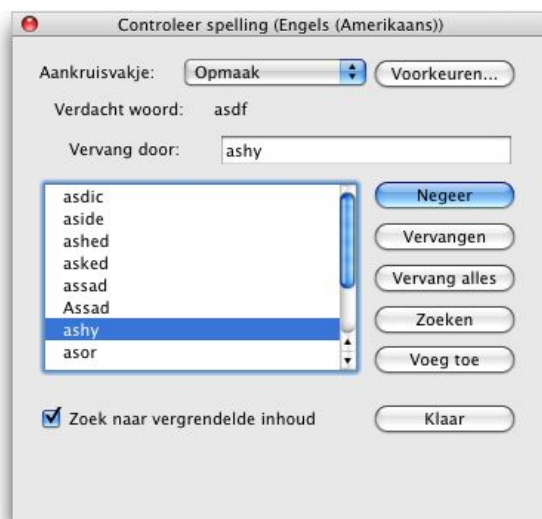 Controleer spelling (Engels (Amerikaans))
Aankruisvakje: Opmaak Voorkeuren...
Verdacht woord: asdf
Vervang door: ashy
asdic
aside
ashed
asked
assad
Assad
ashy
asor
Negeer
Vervangen
Vervang alles
Zoeken
Voeg toe
Zoek naar vergrendelde inhoud
Klaar